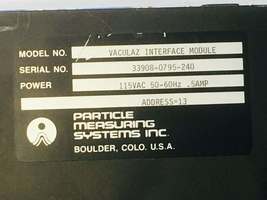 MODEL NO. VACULAZ INTERFACE MODULE
SERIAL NO. 33908-0795-240
POWER 115VAC 50-60Hz .5AMP
ADDRESS-13
PARTICLE
MEASURING
SYSTEMS INC.
BOULDER, COLO. U.S.A.